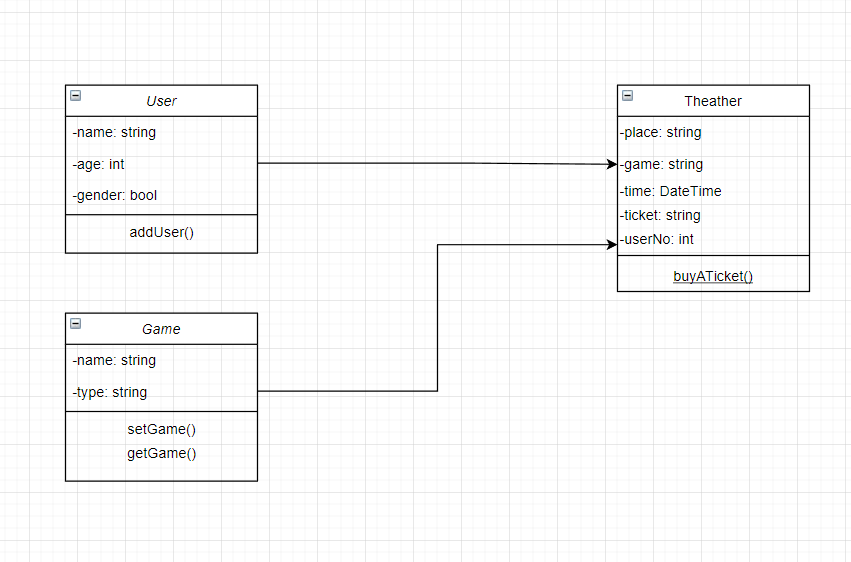 User
-name: string
-age: int
-gender: bool
addUser()
Game
-name: string
-type: string
setGame()
getGame()
Theather
-place: string
-game: string
-time: DateTime
-ticket: string
-userNo: int
buyATicket()